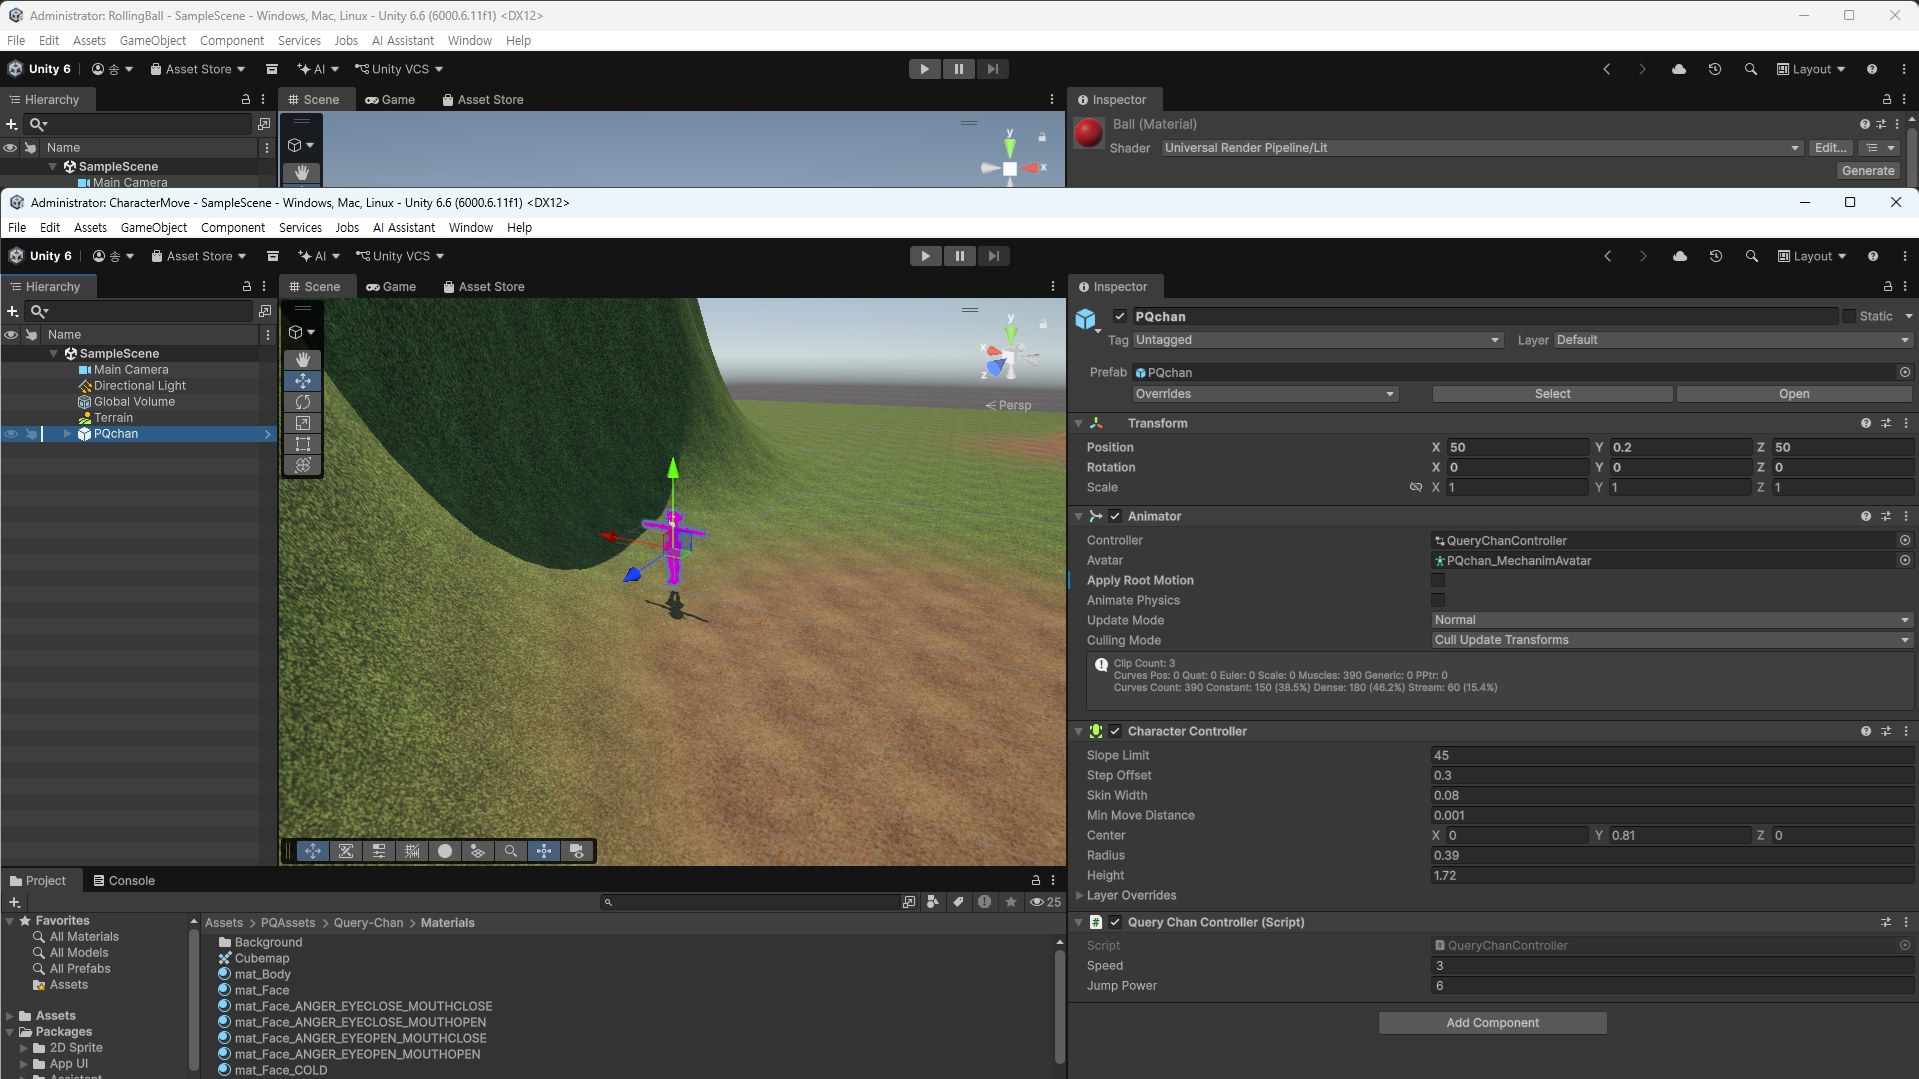 Administrator: RollingBall - SampleScene - Windows, Mac, Linux - Unity 6.6 (6000.6.11f1) <DX12>
File Edit Assets GameObject Component Services Jobs AI Assistant Window Help
Unity 6 송 Asset Store AI Unity VCS Layout
Hierarchy Scene Game Asset Store Inspector
Ball (Material)
Name Shader Universal Render Pipeline/Lit Edit...
SampleScene Generate
Main Camera
y
x
Administrator: CharacterMove - SampleScene - Windows, Mac, Linux - Unity 6.6 (6000.6.11f1) <DX12>
File Edit Assets GameObject Component Services Jobs AI Assistant Window Help
Unity 6 송 Asset Store AI Unity VCS Layout
Hierarchy Scene Game Asset Store Inspector
Name
SampleScene
Main Camera
Directional Light
Global Volume
Terrain
PQchan
y
x
z
Persp
PQchan Static
Tag Untagged Layer Default
Prefab PQchan
Overrides Select Open
Transform
Position X 50 Y 0.2 Z 50
Rotation X 0 Y 0 Z 0
Scale X 1 Y 1 Z 1
Animator
Controller QueryChanController
Avatar PQchan_MechanimAvatar
Apply Root Motion
Animate Physics
Update Mode Normal
Culling Mode Cull Update Transforms
Clip Count: 3
Curves Pos: 0 Quat: 0 Euler: 0 Scale: 0 Muscles: 390 Generic: 0 PPtr: 0
Curves Count: 390 Constant: 150 (38.5%) Dense: 180 (46.2%) Stream: 60 (15.4%)
Character Controller
Slope Limit 45
Step Offset 0.3
Skin Width 0.08
Min Move Distance 0.001
Center X 0 Y 0.81 Z 0
Radius 0.39
Height 1.72
Layer Overrides
Query Chan Controller (Script)
Script QueryChanController
Speed 3
Jump Power 6
Add Component
Project Console
25
Favorites
All Materials
All Models
All Prefabs
Assets
Assets
Packages
2D Sprite
App UI
Assistant
Assets > PQAssets > Query-Chan > Materials
Background
Cubemap
mat_Body
mat_Face
mat_Face_ANGER_EYECLOSE_MOUTHCLOSE
mat_Face_ANGER_EYECLOSE_MOUTHOPEN
mat_Face_ANGER_EYEOPEN_MOUTHCLOSE
mat_Face_ANGER_EYEOPEN_MOUTHOPEN
mat_Face_COLD